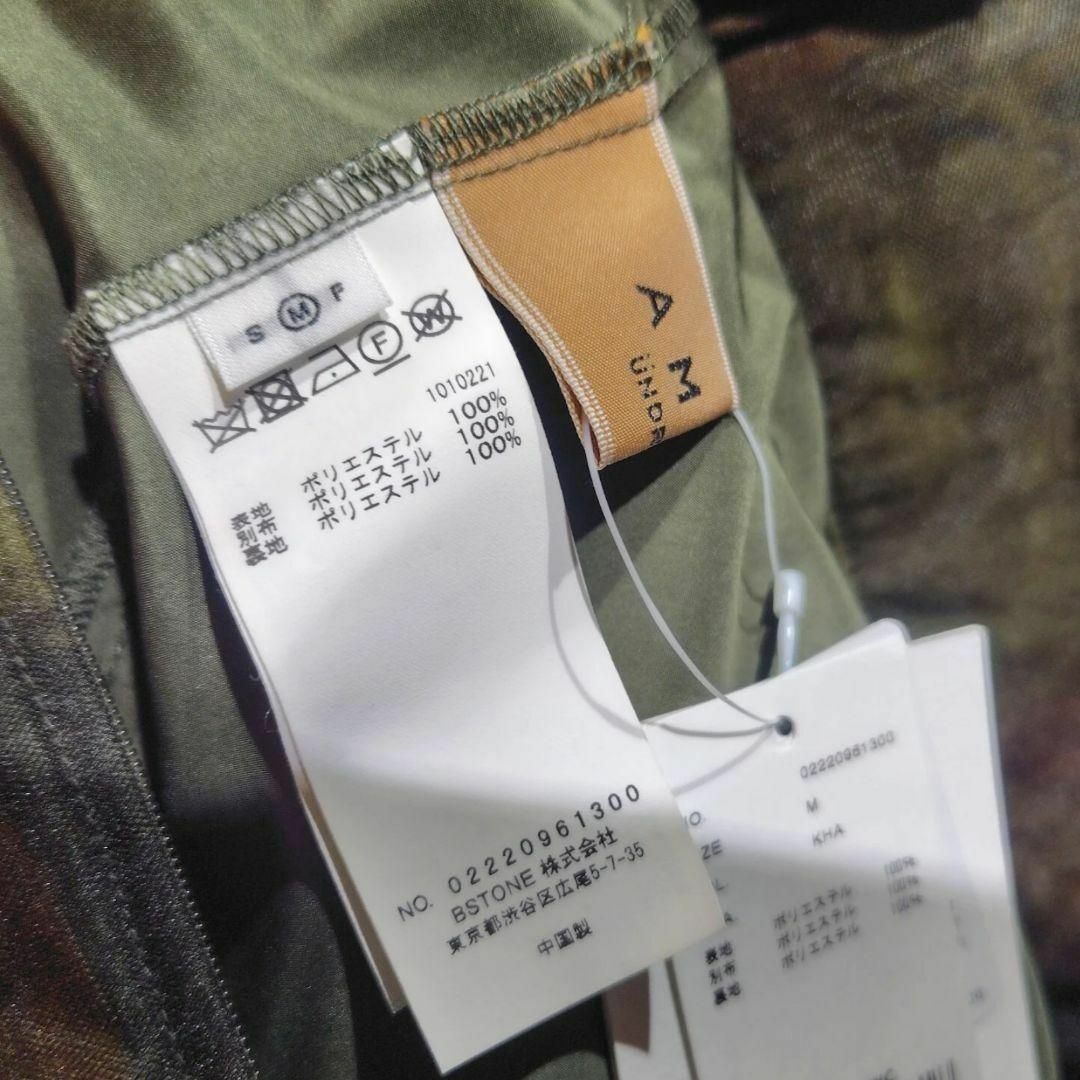 S M F
F W
1010221
表地 ポリエステル 100%
別布 ポリエステル 100%
裏地 ポリエステル 100%
NO. 02220961300
BSTONE 株式会社
東京都渋谷区広尾5-7-35
中国製
A M
ÜNDR
02220961300
M
KHA
表地 ポリエステル 100%
別布 ポリエステル 100%
裏地 ポリエステル 100%